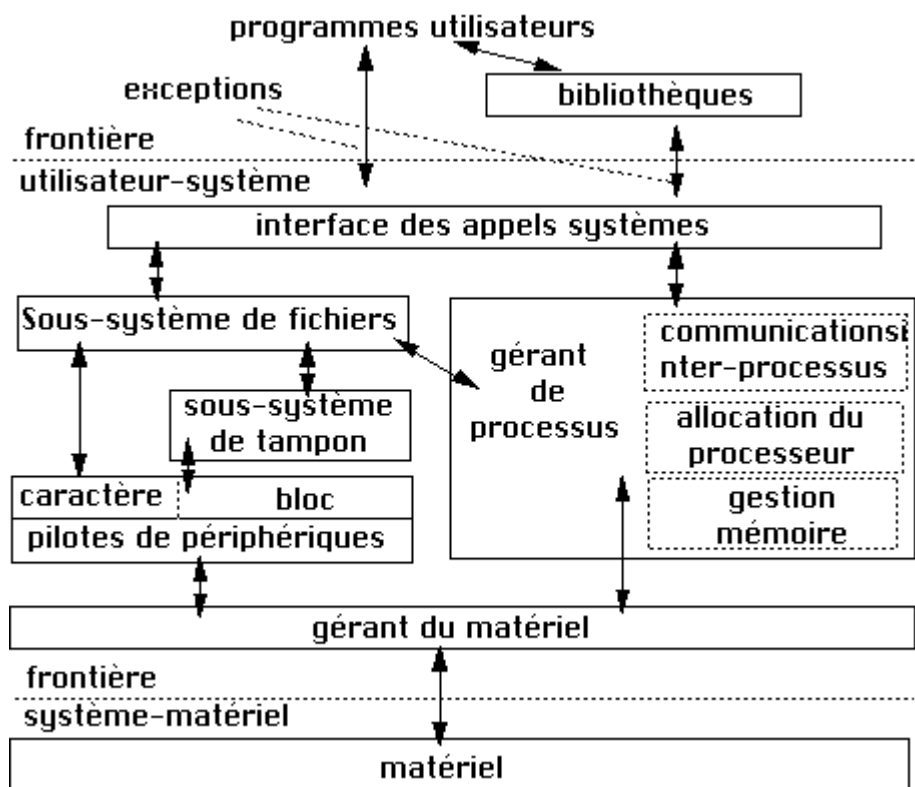 programmes utilisateurs
exceptions
bibliothèques
frontière
utilisateur-système
interface des appels systèmes
Sous-système de fichiers
sous-système
de tampon
caractère
bloc
pilotes de périphériques
gérant
de
processus
communicationsi
nter-processus
allocation du
processeur
gestion
mémoire
gérant du matériel
frontière
système-matériel
matériel